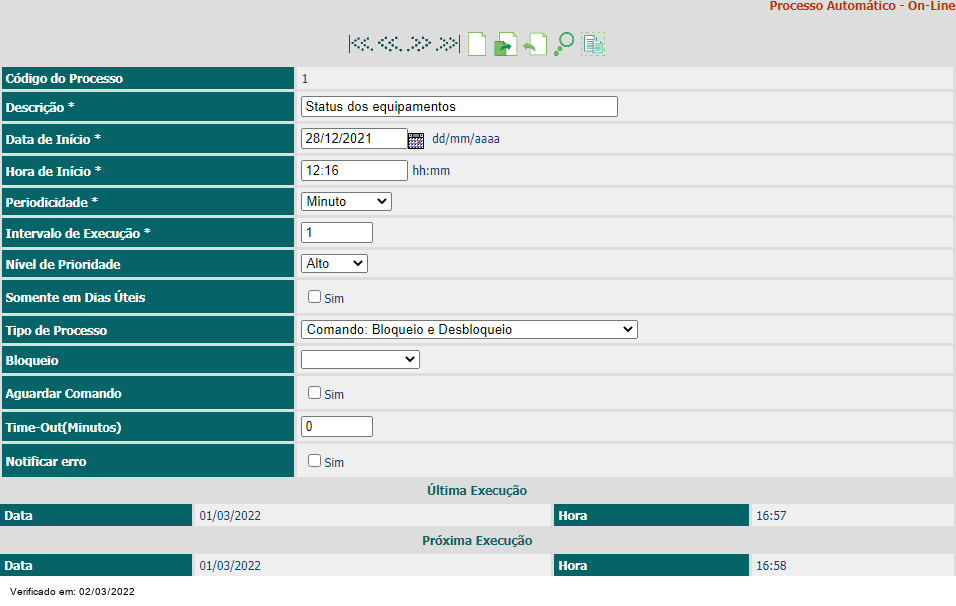 Processo Automático - On-Line
Código do Processo 1
Descrição * Status dos equipamentos
Data de Início * 28/12/2021 dd/mm/aaaa
Hora de Início * 12:16 hh:mm
Periodicidade * Minuto
Intervalo de Execução * 1
Nível de Prioridade Alto
Somente em Dias Úteis Sim
Tipo de Processo Comando: Bloqueio e Desbloqueio
Bloqueio
Aguardar Comando Sim
Time-Out(Minutos) 0
Notificar erro Sim
Última Execução
Data 01/03/2022 Hora 16:57
Próxima Execução
Data 01/03/2022 Hora 16:58
Verificado em: 02/03/2022